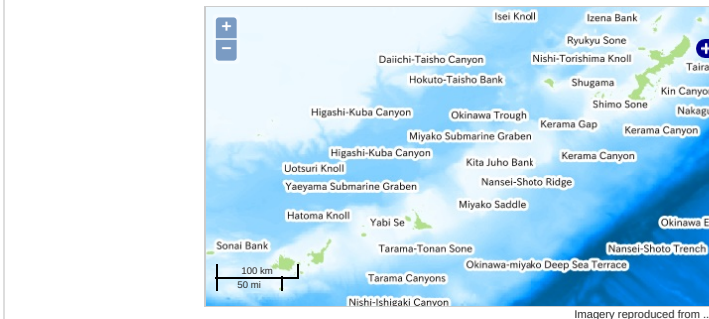 +
−
Isei Knoll
Izena Bank
Ryukyu Sone
Daiichi-Taisho Canyon
Nishi-Torishima Knoll
Taira
Hokuto-Taisho Bank
Shugama
Kin Canyo
Shimo Sone
Higashi-Kuba Canyon
Okinawa Trough
Nakagu
Kerama Gap
Kerama Canyon
Miyako Submarine Graben
Higashi-Kuba Canyon
Kerama Canyon
Kita Juho Bank
Uotsuri Knoll
Yaeyama Submarine Graben
Nansei-Shoto Ridge
Miyako Saddle
Hatoma Knoll
Yabi Se
Okinawa E
Sonai Bank
Tarama-Tonan Sone
Nansei-Shoto Trench
Okinawa-miyako Deep Sea Terrace
100 km
50 mi
Tarama Canyons
Nishi-Ishigaki Canyon
Imagery reproduced from ..